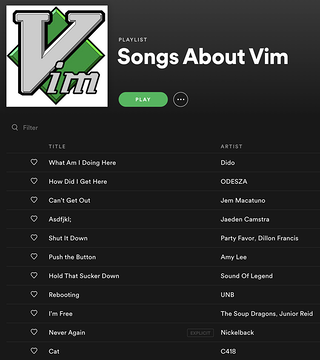 Vim
PLAYLIST
Songs About Vim
PLAY
Filter
TITLE ARTIST
What Am I Doing Here Dido
How Did I Get Here ODESZA
Can't Get Out Jem Macatuno
Asdfjkl; Jaeden Camstra
Shut It Down Party Favor, Dillon Francis
Push the Button Amy Lee
Hold That Sucker Down Sound Of Legend
Rebooting UNB
I'm Free The Soup Dragons, Junior Reid
Never Again EXPLICIT Nickelback
Cat C418